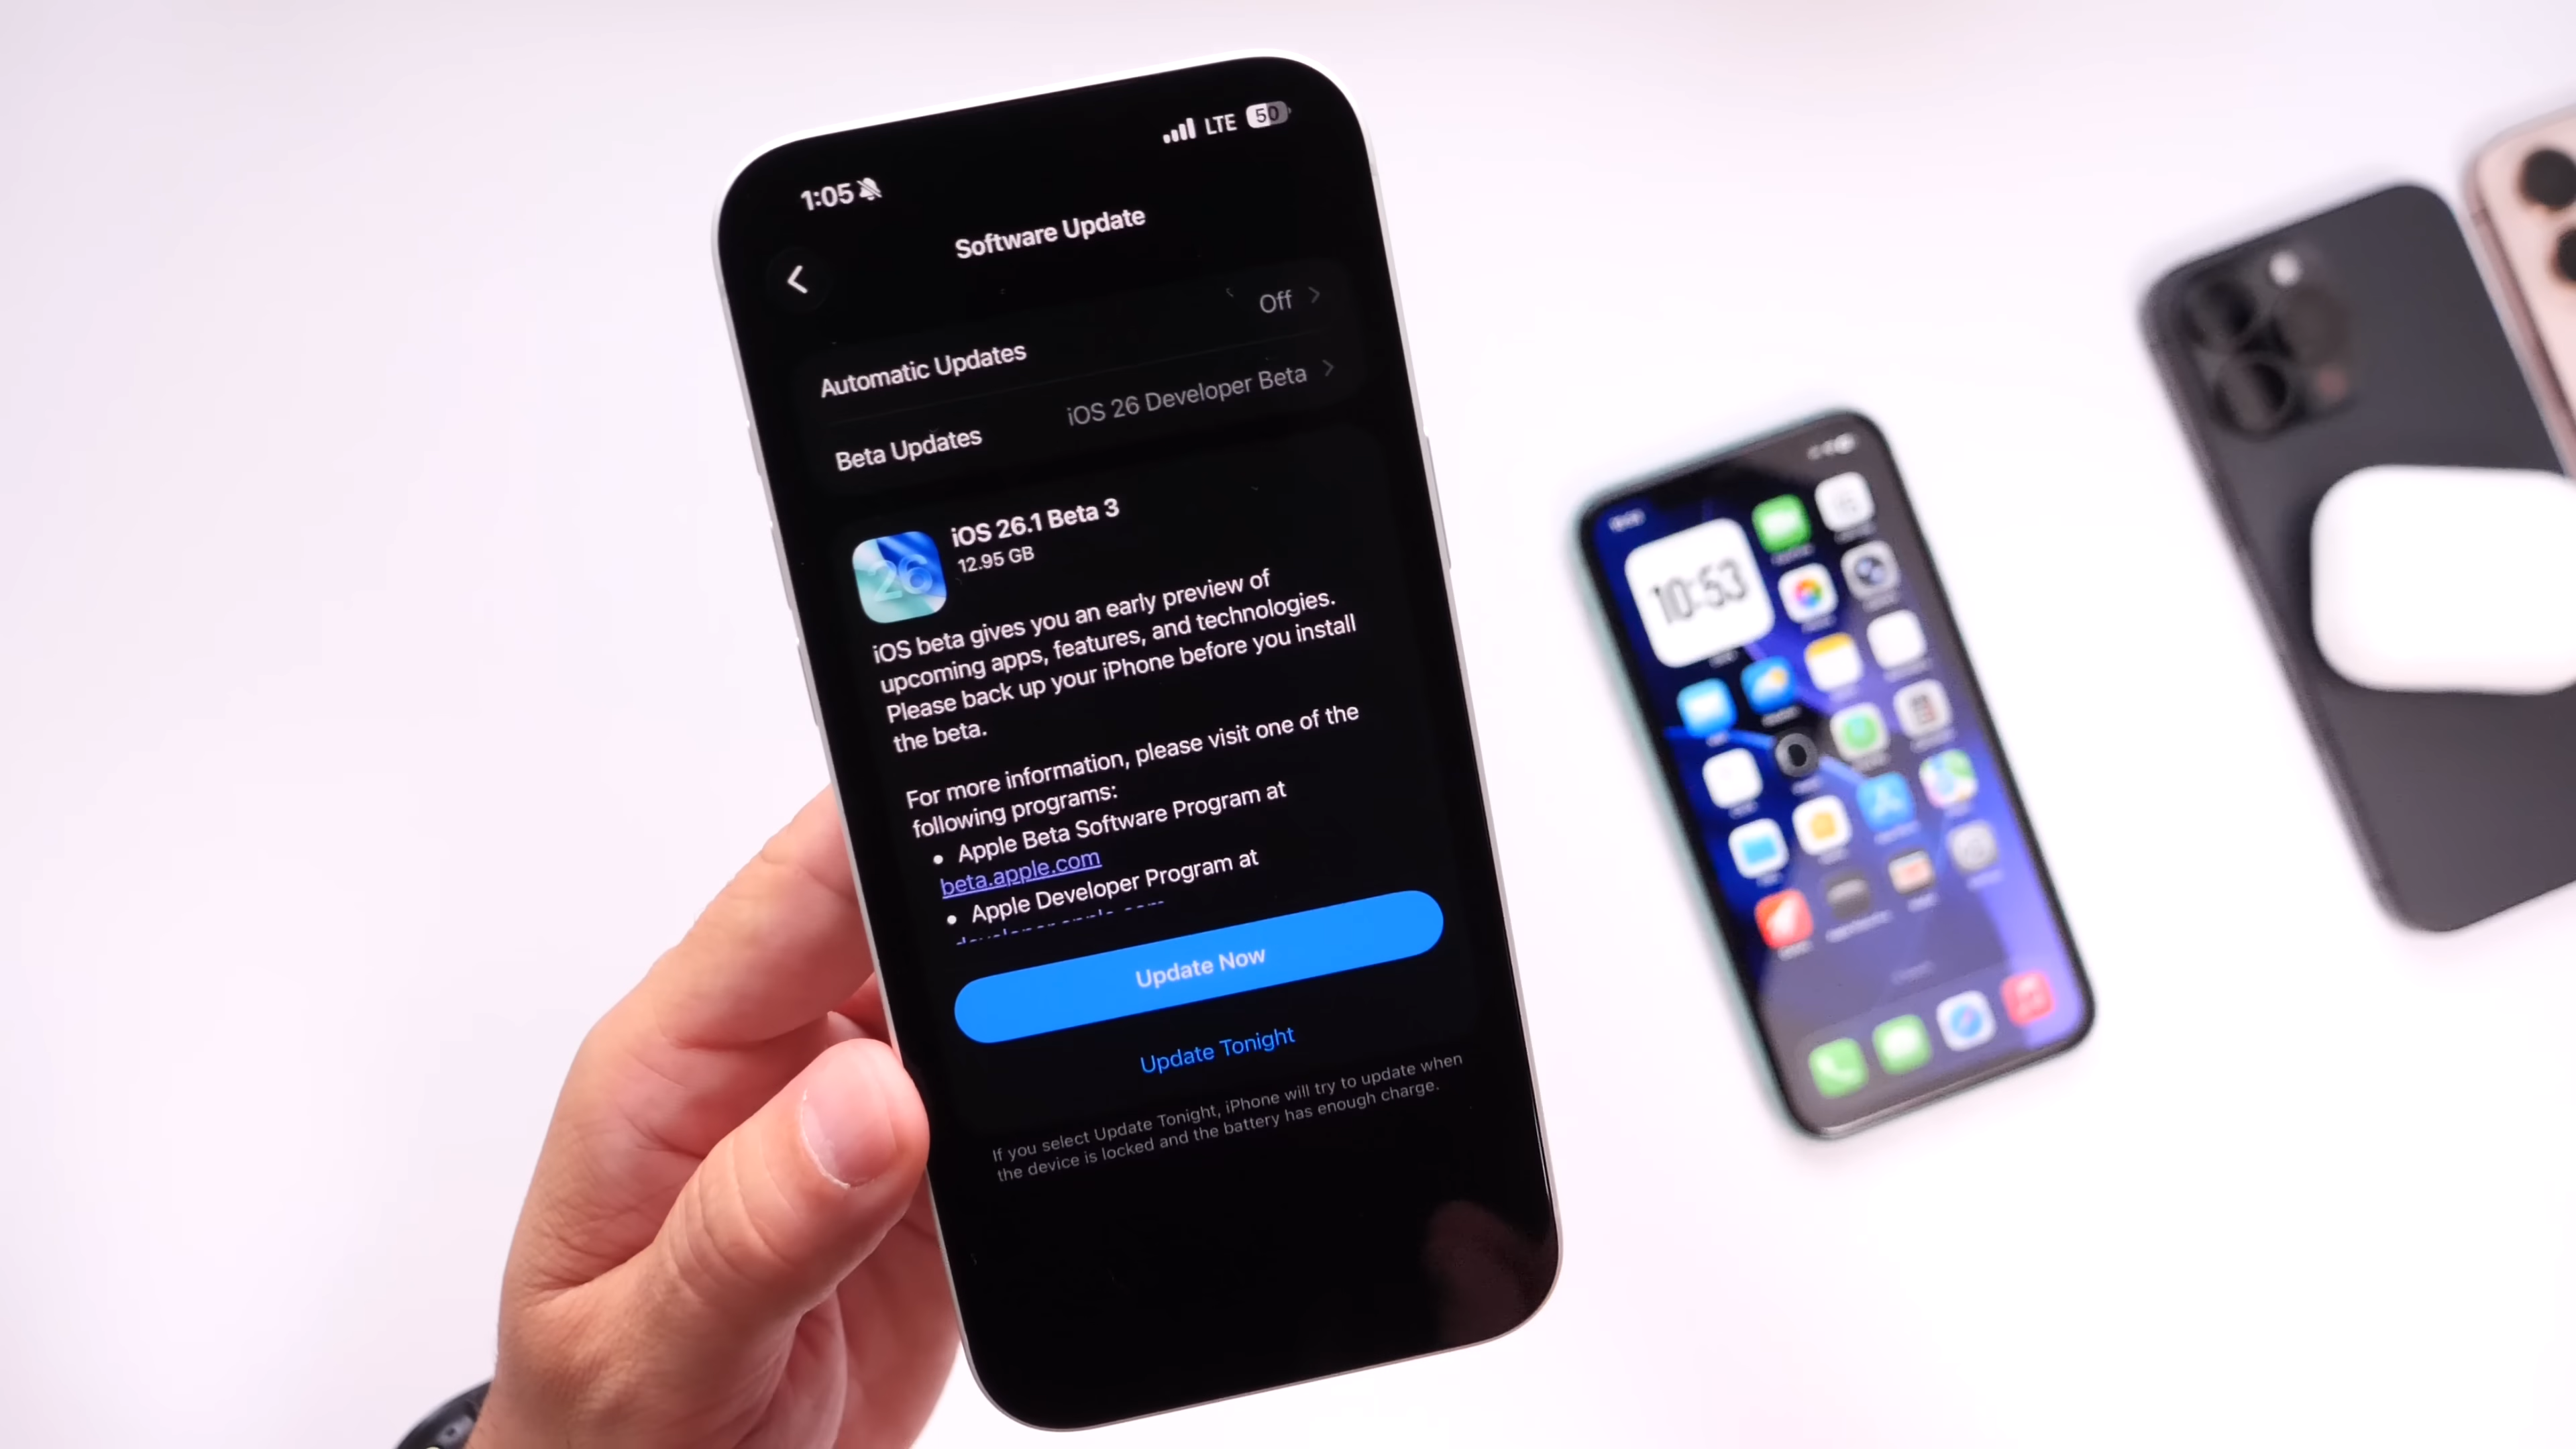 1:05
LTE 50
Software Update
Automatic Updates Off
Beta Updates iOS 26 Developer Beta
26
iOS 26.1 Beta 3
12.95 GB
iOS beta gives you an early preview of
upcoming apps, features, and technologies.
Please back up your iPhone before you install
the beta.
For more information, please visit one of the
following programs:
• Apple Beta Software Program at
beta.apple.com
• Apple Developer Program at
Update Now
Update Tonight
If you select Update Tonight, iPhone will try to update when
the device is locked and the battery has enough charge.
10:53